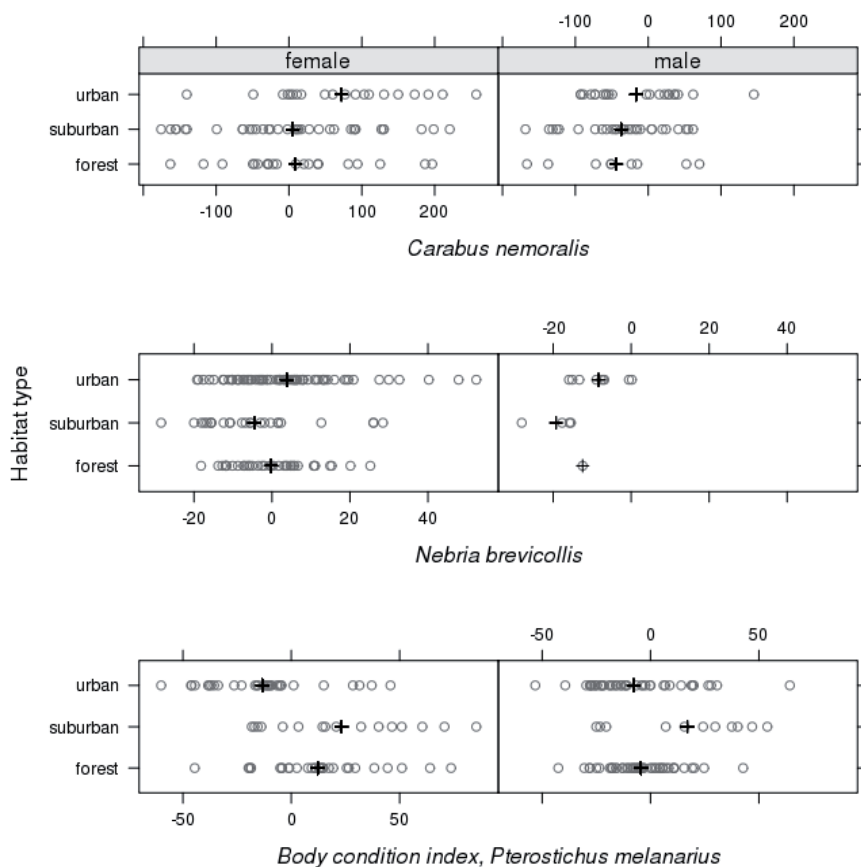 -100 0 100 200
female male
urban
suburban
forest
-100 0 100 200
Carabus nemoralis
-20 0 20 40
urban
suburban
forest
-20 0 20 40
Nebria brevicollis
Habitat type
-50 0 50
urban
suburban
forest
-50 0 50
Body condition index, Pterostichus melanarius